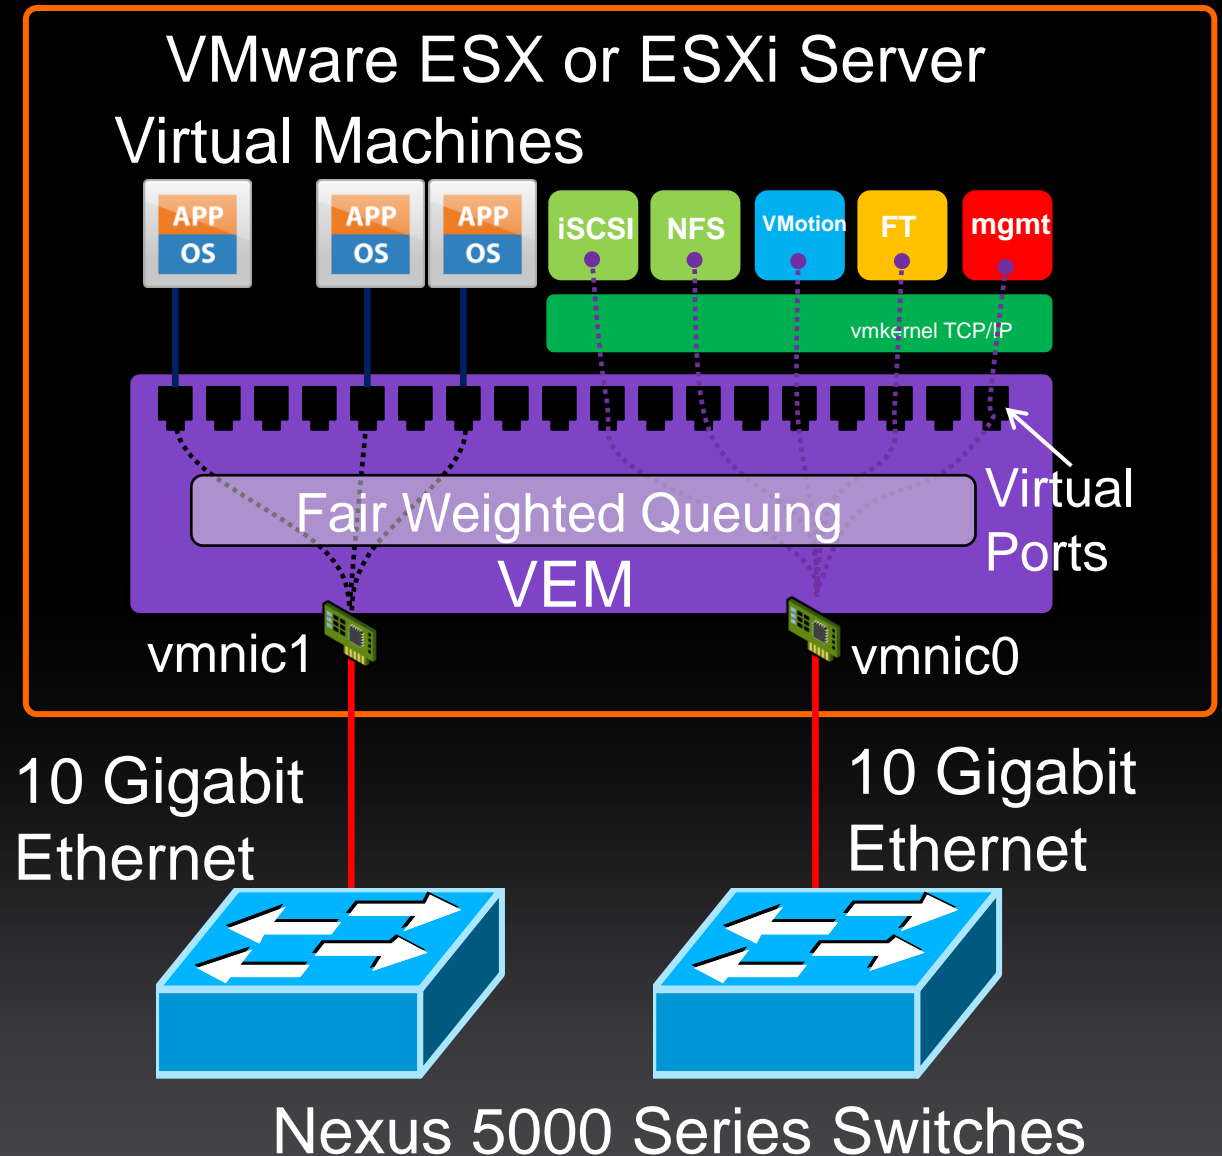 VMware ESX or ESXi Server
Virtual Machines
APP
OS
APP
OS
APP
OS
iSCSI
NFS
VMotion
FT
mgmt
vmkernel TCP/IP
Fair Weighted Queuing
Virtual
Ports
VEM
vmnic1
vmnic0
10 Gigabit
Ethernet
10 Gigabit
Ethernet
Nexus 5000 Series Switches